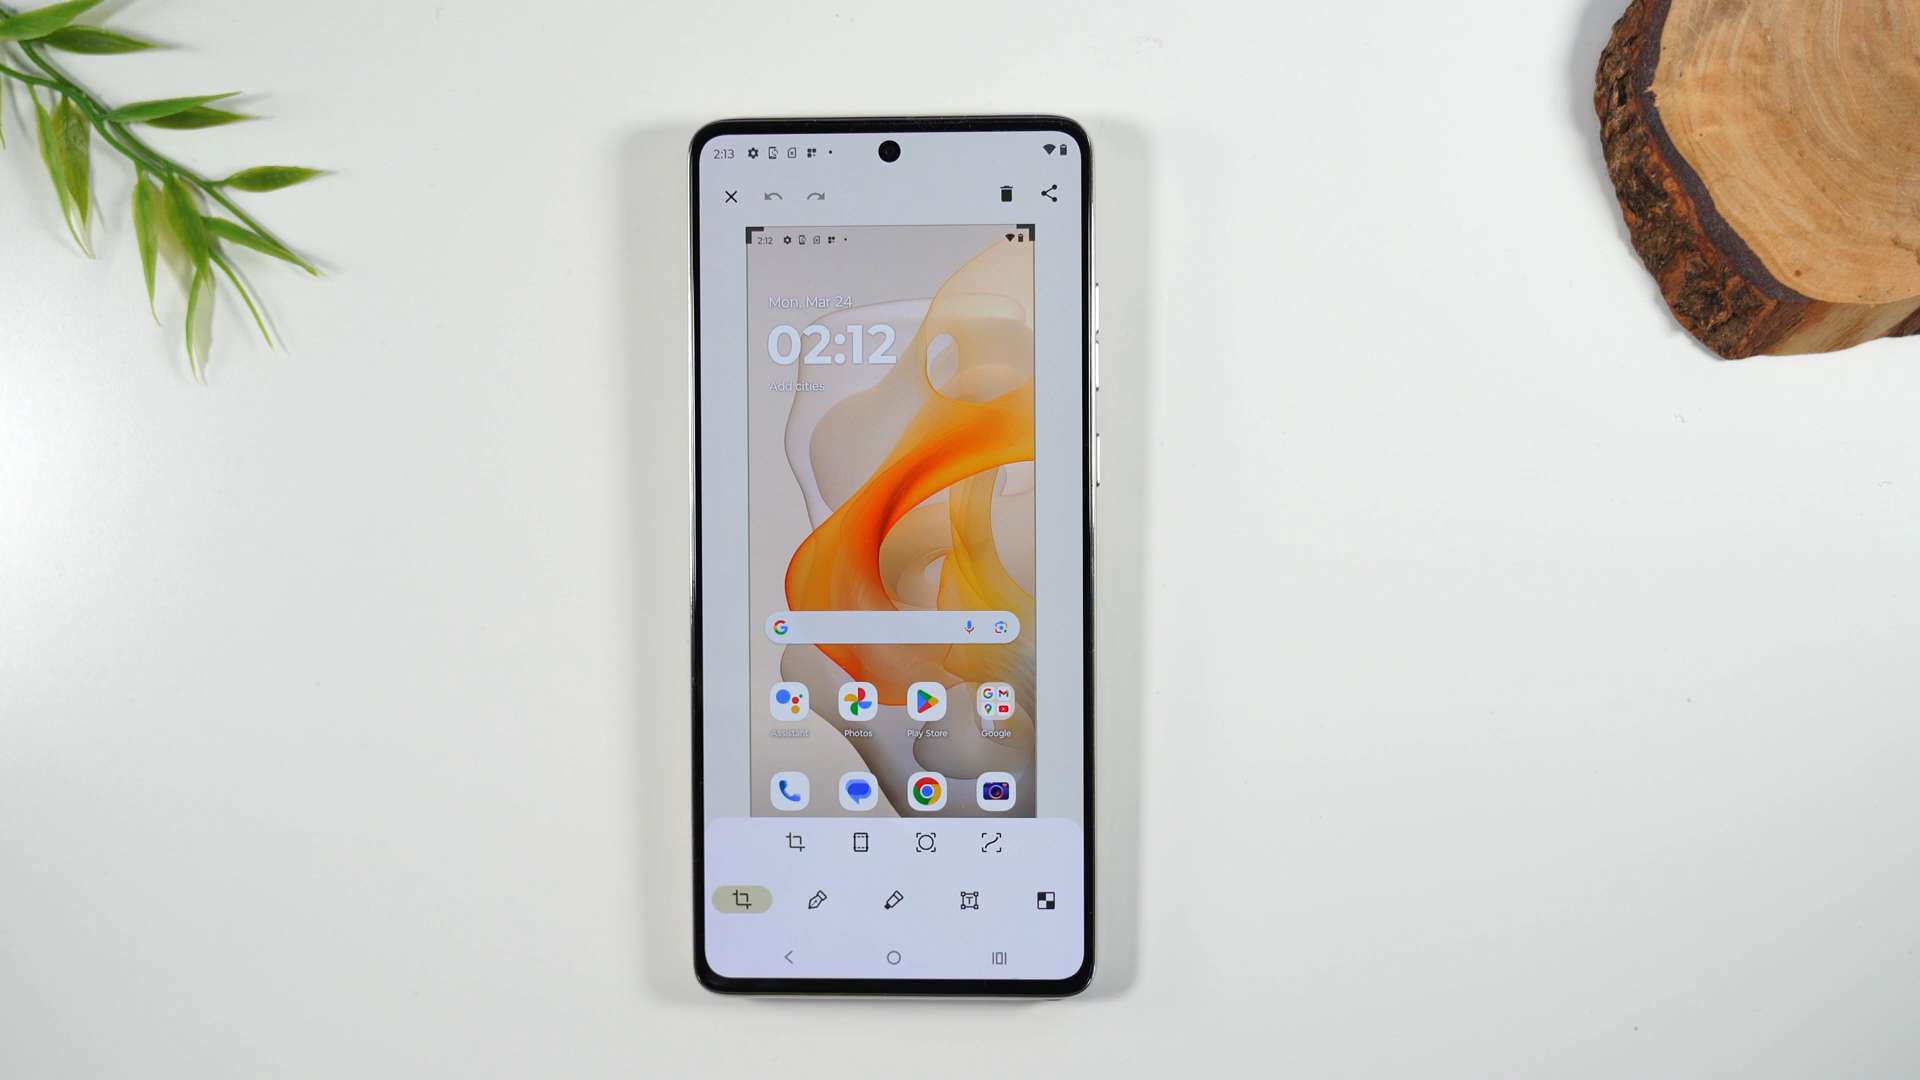 2:13
2:12
Mon, Mar 24
02:12
Add cities
Assistant Photos Play Store Google